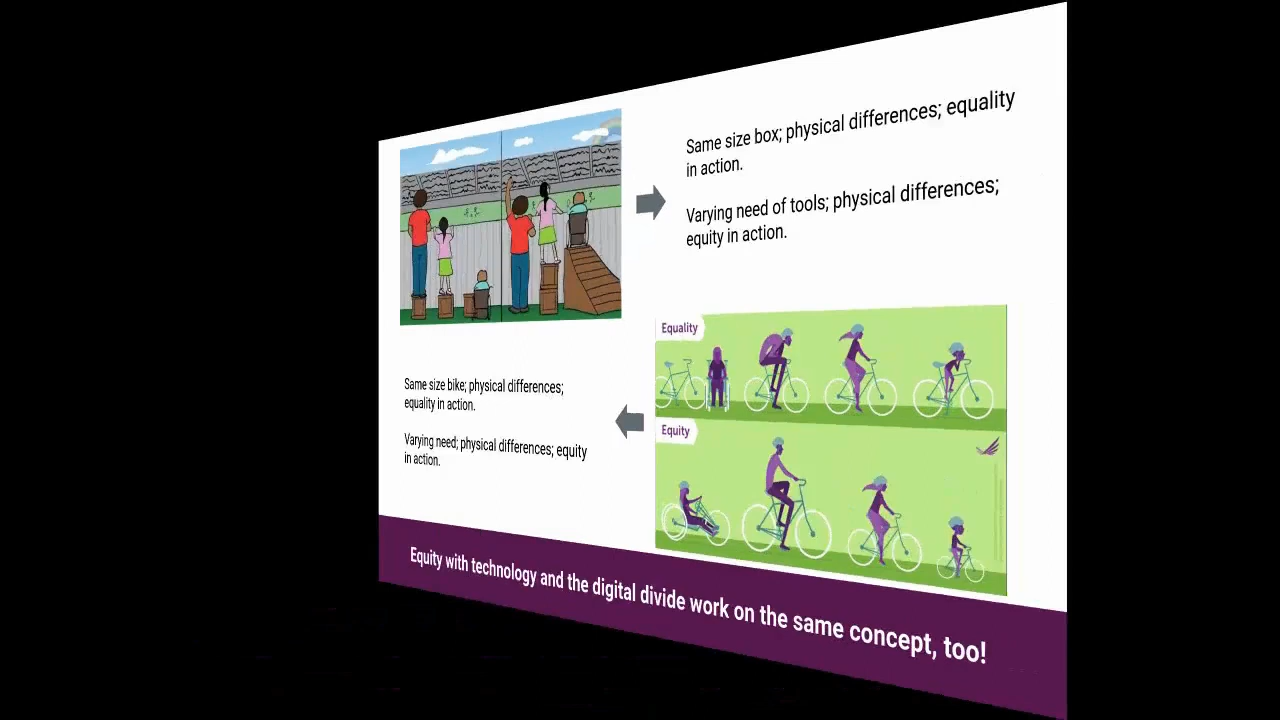 Same size box; physical differences; equality
in action.
Varying need of tools; physical differences;
equity in action.
Equality
Same size bike; physical differences;
equality in action.
Equity
Varying need; physical differences; equity
in action.
Equity with technology and the digital divide work on the same concept, too!